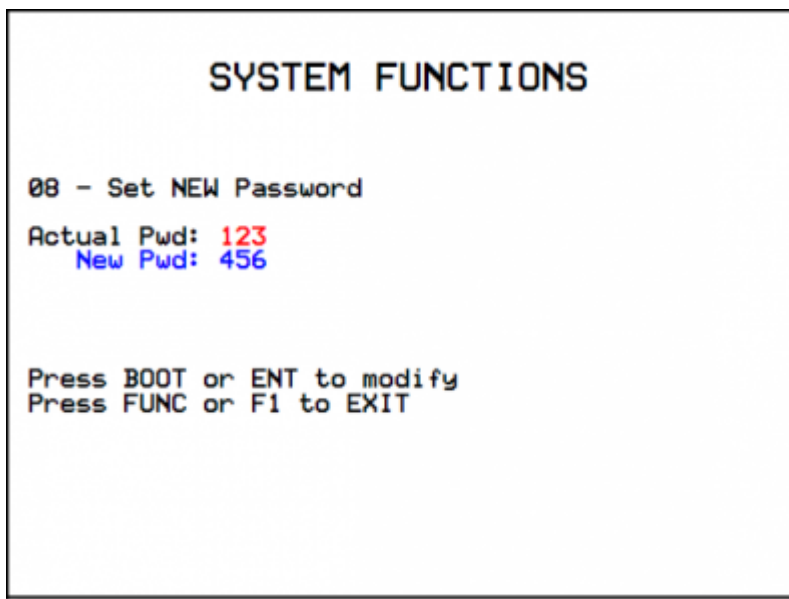 SYSTEM FUNCTIONS
08 - Set NEW Password
Actual Pwd: 123
New Pwd: 456
Press BOOT or ENT to modify
Press FUNC or F1 to EXIT